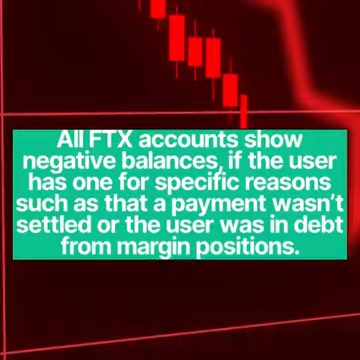 All FTX accounts show
negative balances, if the user
has one for specific reasons
such as that a payment wasn't
settled or the user was in debt
from margin positions.